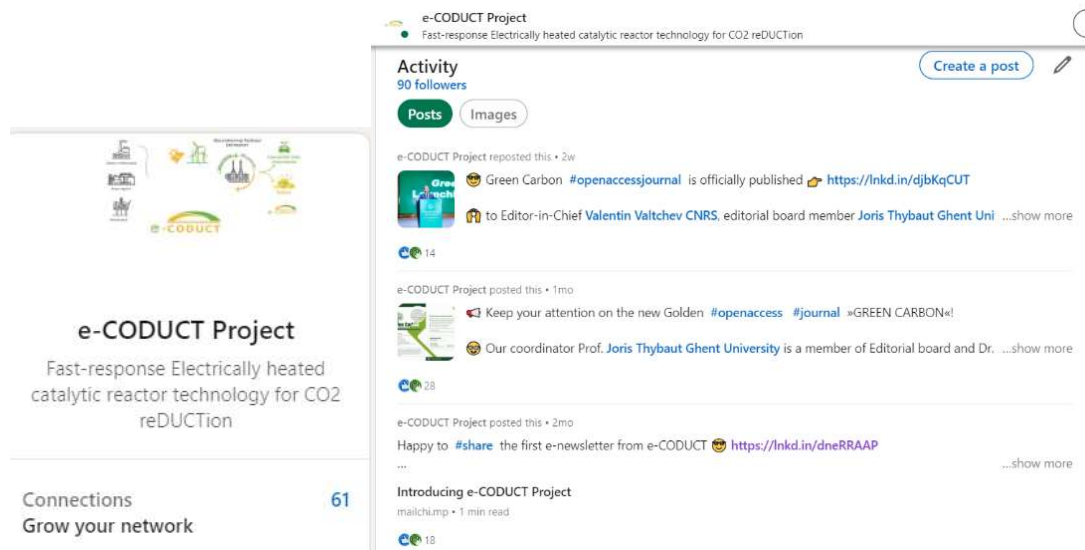 e-CODUCT
e-CODUCT Project
Fast-response Electrically heated
catalytic reactor technology for CO2
reDUCTion
Connections 61
Grow your network
e-CODUCT Project
Fast-response Electrically heated catalytic reactor technology for CO2 reDUCTion
Activity
90 followers
Create a post
Posts
Images
e-CODUCT Project reposted this • 2w
😎 Green Carbon #openaccessjournal is officially published 👉 https://lnkd.in/djbKqCUT
to Editor-in-Chief Valentin Valtchev CNRS, editorial board member Joris Thybaut Ghent Uni ...show more
14
e-CODUCT Project posted this • 1mo
📢 Keep your attention on the new Golden #openaccess #journal »GREEN CARBON«!
🤓 Our coordinator Prof. Joris Thybaut Ghent University is a member of Editorial board and Dr. ...show more
28
e-CODUCT Project posted this • 2mo
Happy to #share the first e-newsletter from e-CODUCT 🤓 https://lnkd.in/dneRRAAP
...
...show more
Introducing e-CODUCT Project
mailchi.mp • 1 min read
18